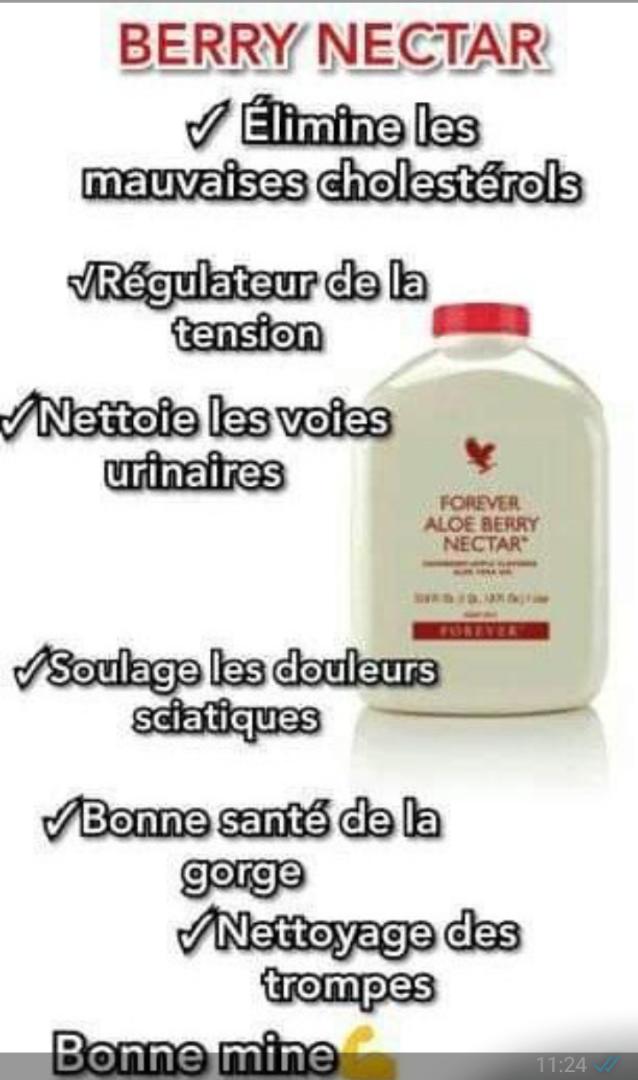 BERRY NECTAR
✓ Élimine les
mauvaises cholestérols
√Régulateur de la
tension
✓Nettoie les voies
urinaires
FOREVER
ALOE BERRY
NECTAR™
FOREVER
✓Soulage les douleurs
sciatiques
✓Bonne santé de la
gorge
✓Nettoyage des
trompes
Bonne mine💪
11:24